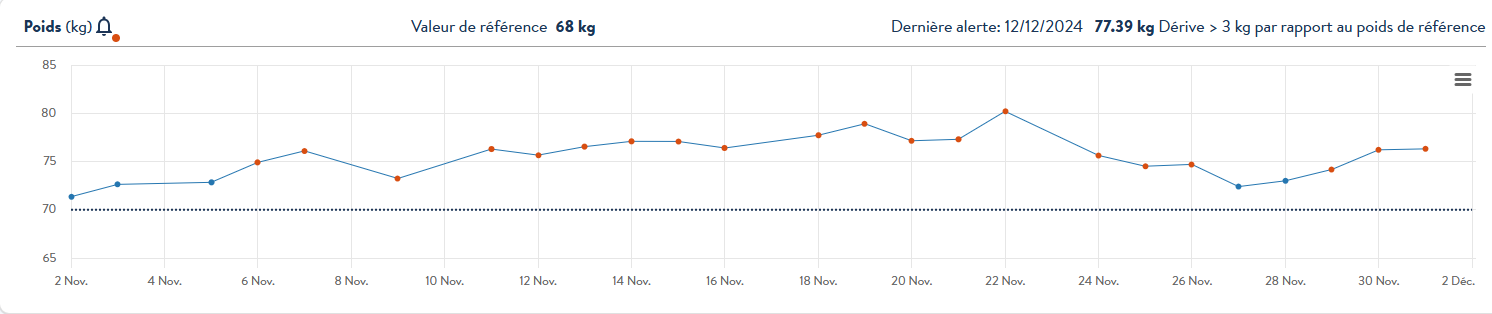 Poids (kg) Valeur de référence 68 kg Dernière alerte: 12/12/2024 77.39 kg Dérive > 3 kg par rapport au poids de référence
85
80
75
70
65
2 Nov. 4 Nov. 6 Nov. 8 Nov. 10 Nov. 12 Nov. 14 Nov. 16 Nov. 18 Nov. 20 Nov. 22 Nov. 24 Nov. 26 Nov. 28 Nov. 30 Nov. 2 Déc.